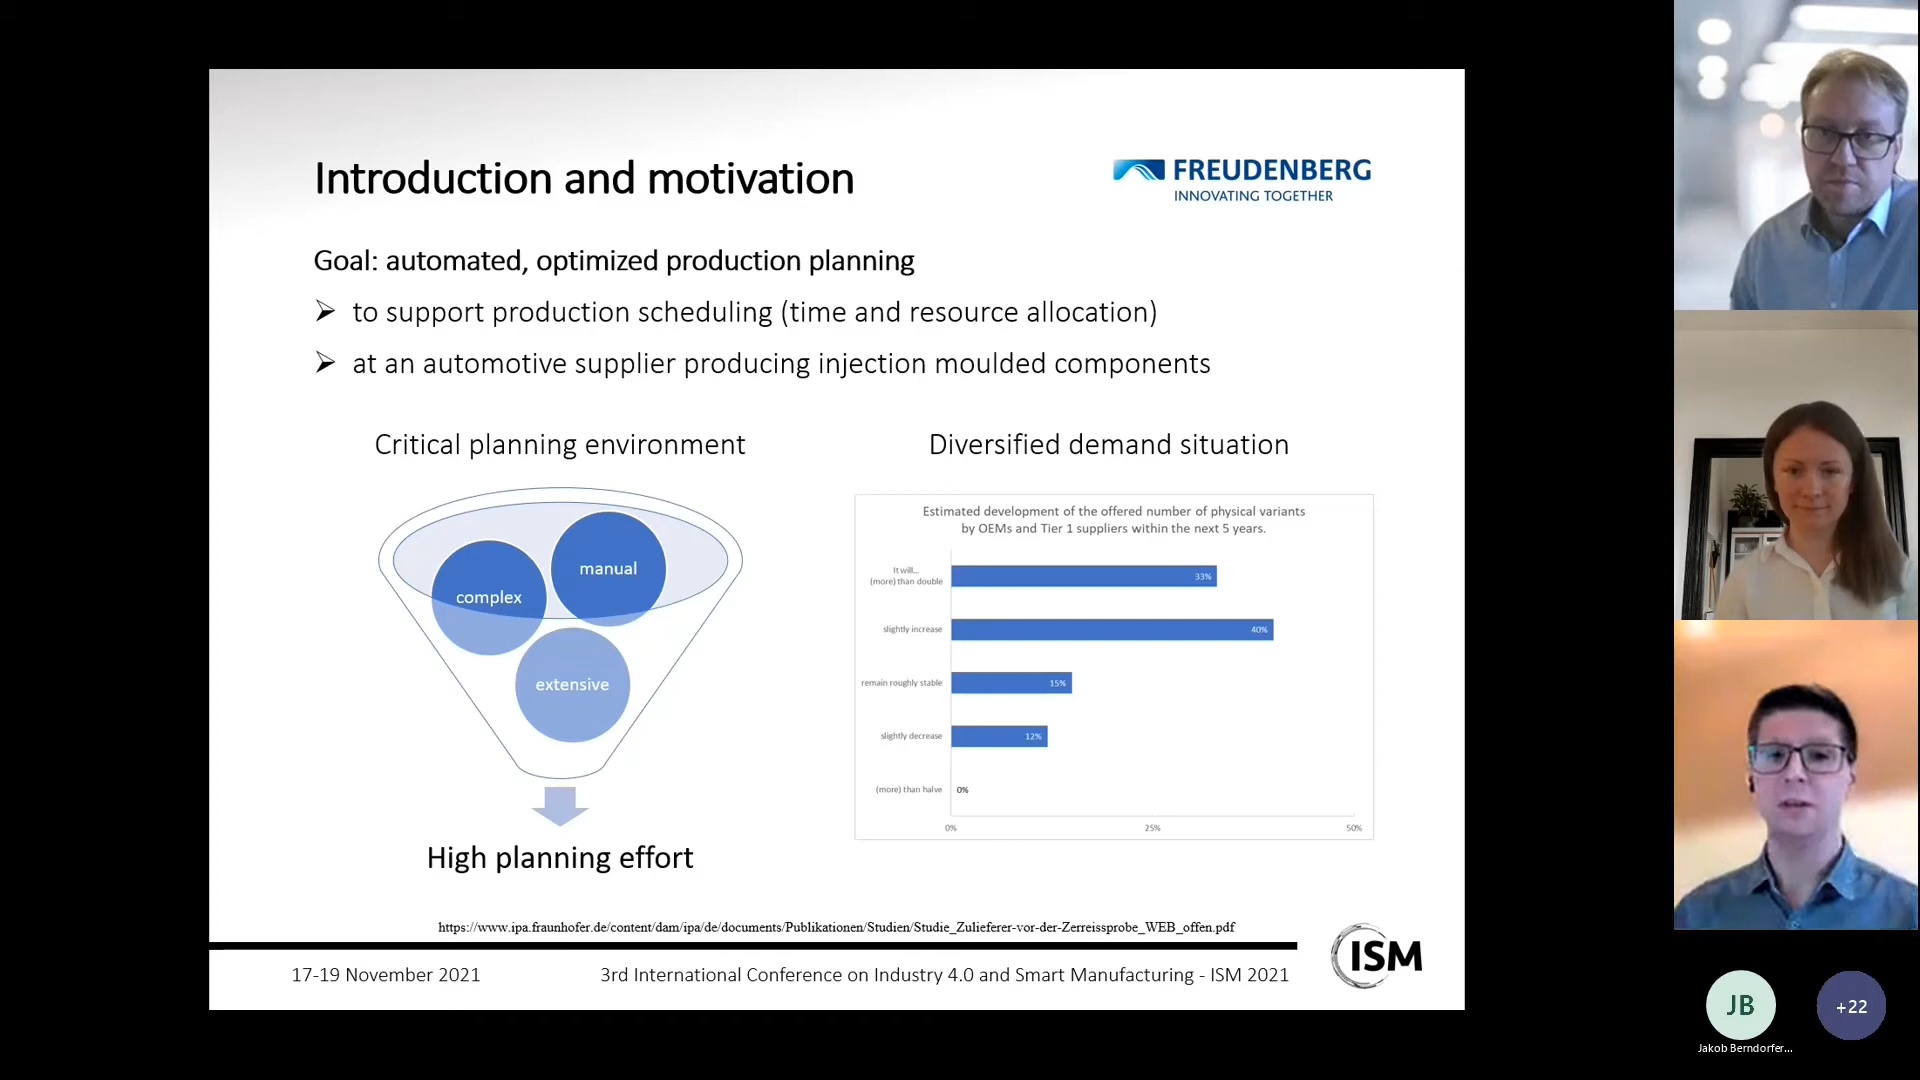 Introduction and motivation
FREUDENBERG
INNOVATING TOGETHER
Goal: automated, optimized production planning
to support production scheduling (time and resource allocation)
at an automotive supplier producing injection moulded components
Critical planning environment
complex
manual
extensive
High planning effort
Diversified demand situation
Estimated development of the offered number of physical variants
by OEMs and Tier 1 suppliers within the next 5 years.
It will...
(more) than double
33%
slightly increase
40%
remain roughly stable
15%
slightly decrease
12%
(more) than halve
0%
0%
25%
50%
https://www.ipa.fraunhofer.de/content/dam/ipa/de/documents/Publikationen/Studien/Studie_Zulieferer-vor-der-Zerreissprobe_WEB_offen.pdf
17-19 November 2021
3rd International Conference on Industry 4.0 and Smart Manufacturing - ISM 2021
ISM
JB
+22
Jakob Berndorfer...